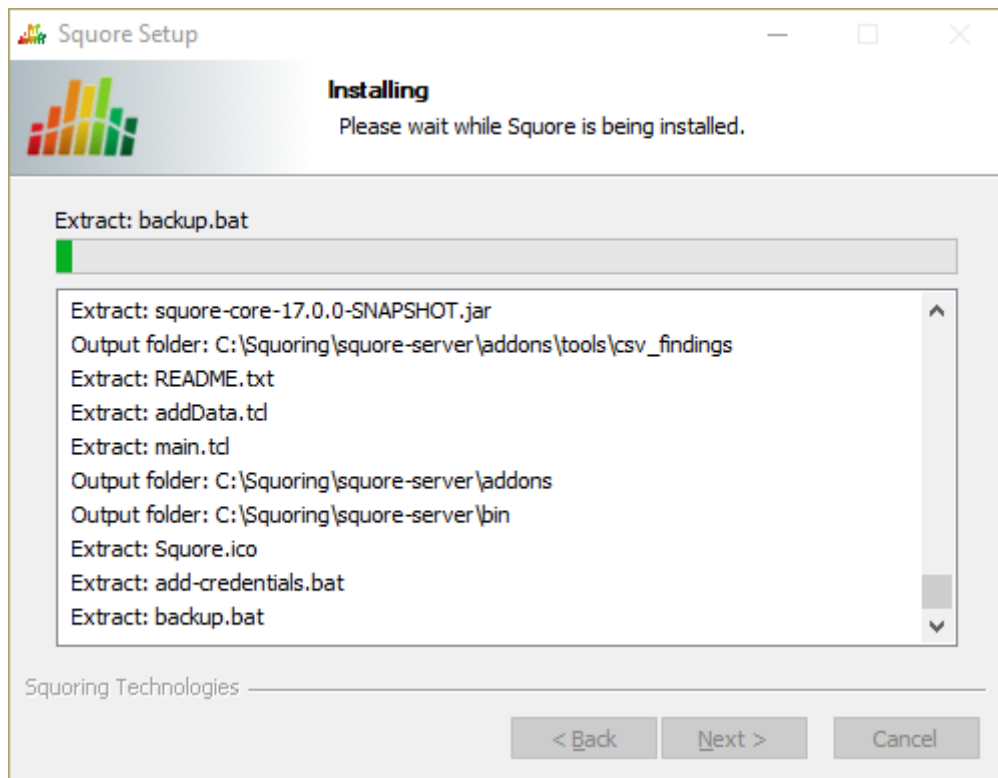 Squore Setup
Installing
Please wait while Squore is being installed.
Extract: backup.bat
Extract: squore-core-17.0.0-SNAPSHOT.jar
Output folder: C:\Squoring\squore-server\addons\tools\csv_findings
Extract: README.txt
Extract: addData.tcl
Extract: main.tcl
Output folder: C:\Squoring\squore-server\addons
Output folder: C:\Squoring\squore-server\bin
Extract: Squore.ico
Extract: add-credentials.bat
Extract: backup.bat
Squoring Technologies
< Back Next > Cancel